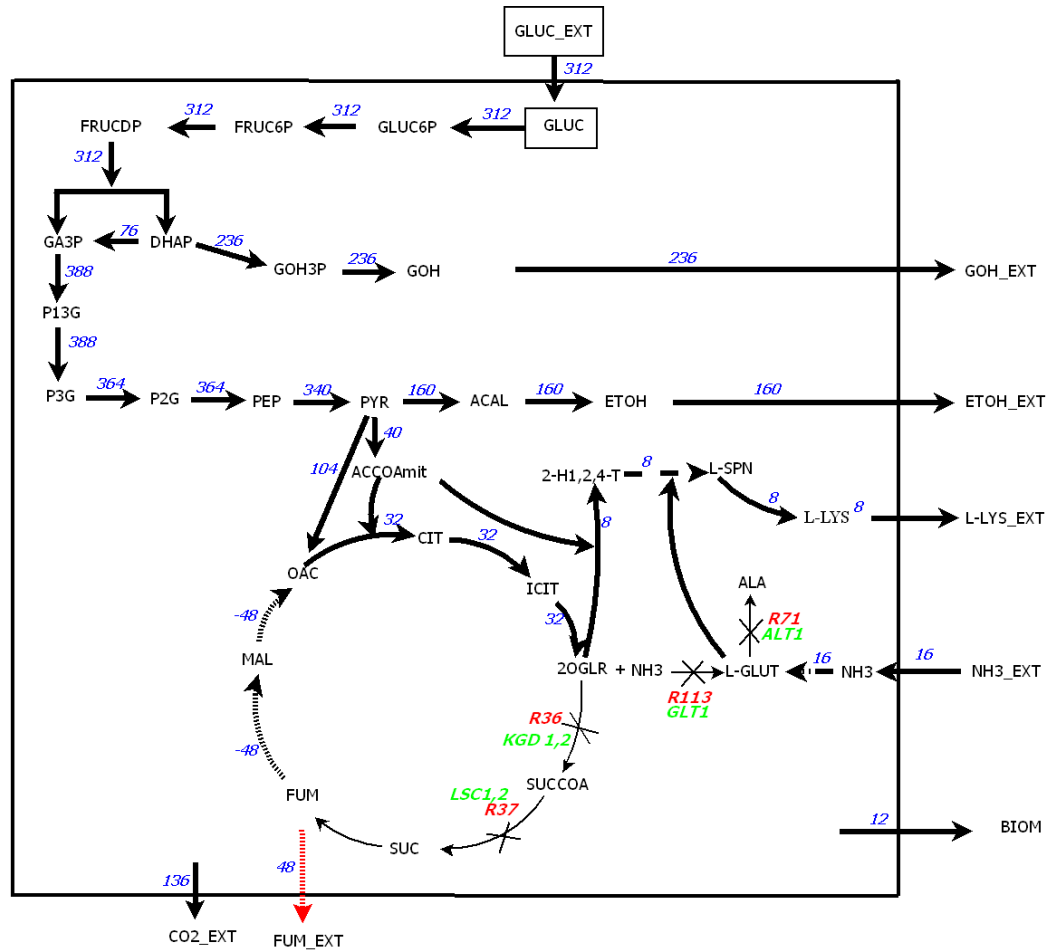 GLUC_EXT
312
FRUCDP
312
FRUC6P
312
GLUC6P
312
GLUC
312
GA3P
76
DHAP
236
GOH3P
236
GOH
236
GOH_EXT
388
P13G
388
P3G
364
P2G
364
PEP
340
PYR
160
ACAL
160
ETOH
160
ETOH_EXT
40
104
ACCOAmit
2-H1,2,4-T
8
L-SPN
8
L-LYS
8
L-LYS_EXT
32
CIT
32
8
OAC
ICIT
32
ALA
R71
ALT1
-48
MAL
2OGLR + NH3
L-GLUT
16
NH3
16
NH3_EXT
R113
GLT1
R36
KGD 1,2
-48
SUCCOA
FUM
LSC1,2
R37
SUC
12
BIOM
136
48
CO2_EXT
FUM_EXT